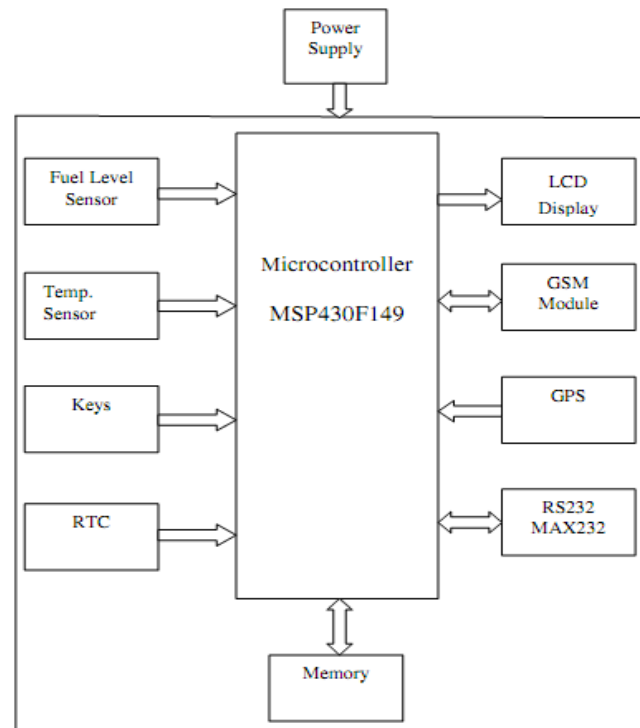 Power
Supply
Fuel Level
Sensor
Temp.
Sensor
Keys
RTC
Microcontroller
MSP430F149
LCD
Display
GSM
Module
GPS
RS232
MAX232
Memory